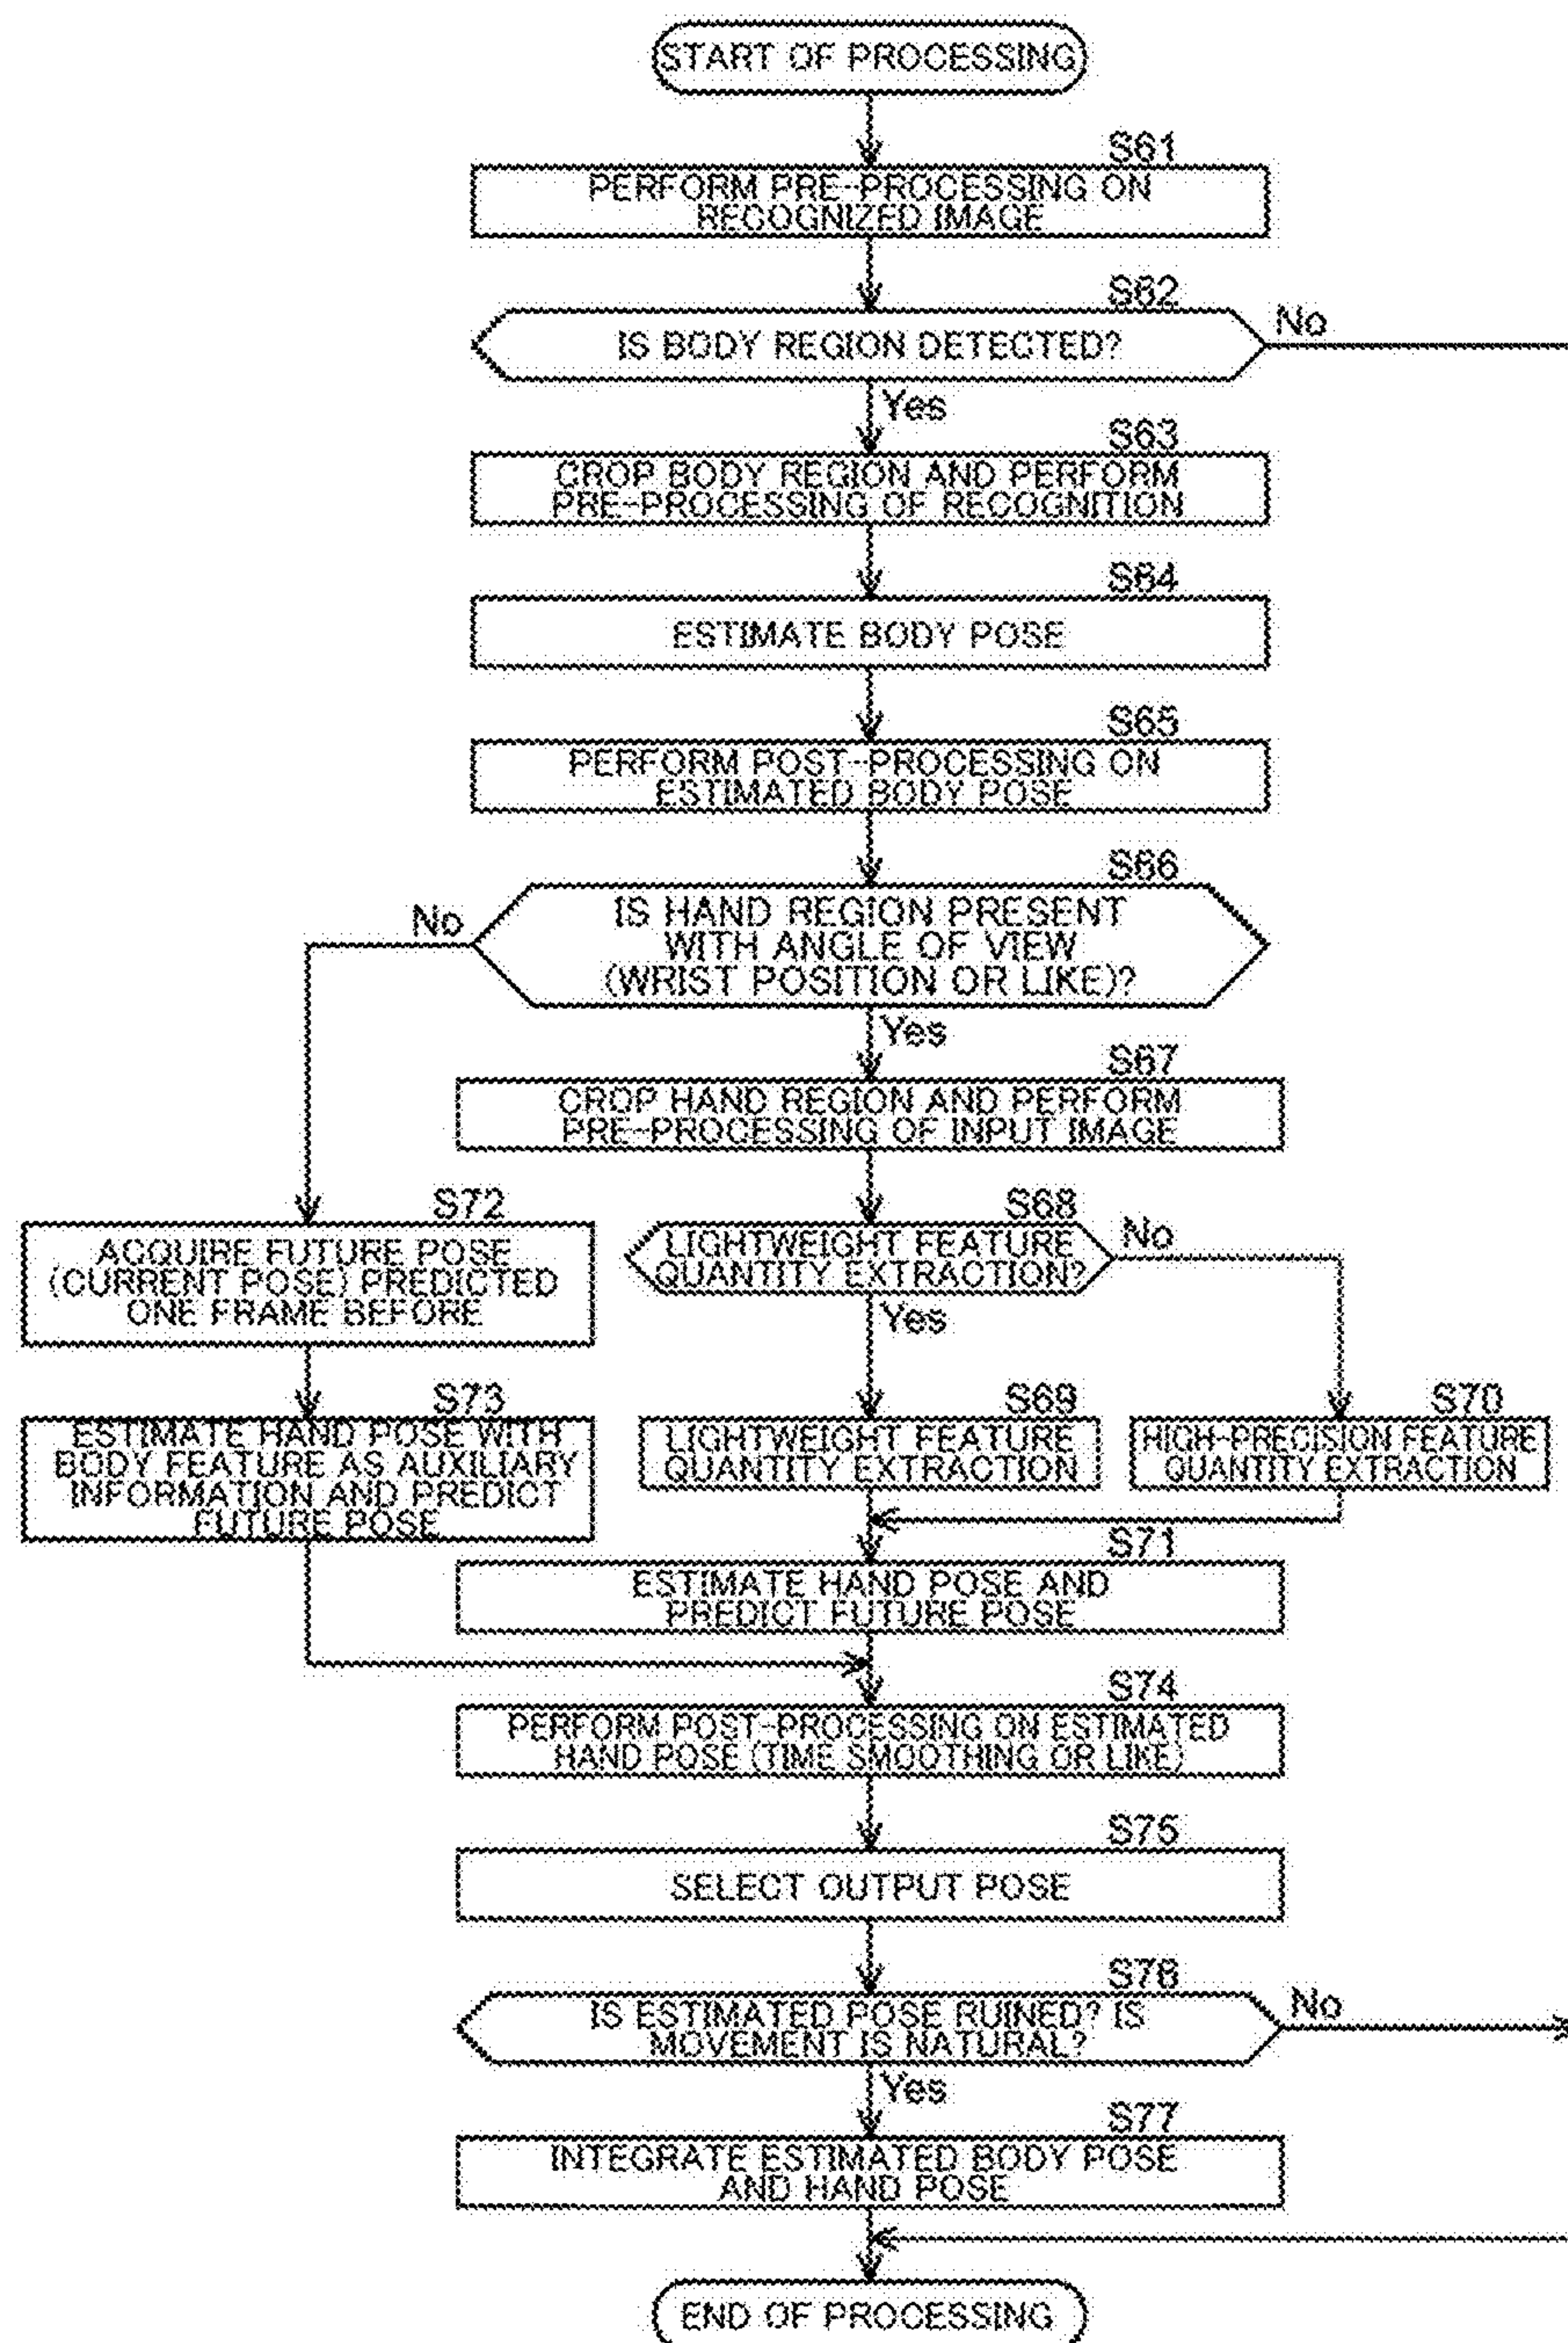 START OF PROCESSING
S61
PERFORM PRE-PROCESSING ON
RECOGNIZED IMAGE
S62
IS BODY REGION DETECTED?
No
Yes
S63
CROP BODY REGION AND PERFORM
PRE-PROCESSING OF RECOGNITION
S64
ESTIMATE BODY POSE
S65
PERFORM POST-PROCESSING ON
ESTIMATED BODY POSE
S66
IS HAND REGION PRESENT
WITH ANGLE OF VIEW
(WRIST POSITION OR LIKE)?
No
Yes
S67
CROP HAND REGION AND PERFORM
PRE-PROCESSING OF INPUT IMAGE
S72
ACQUIRE FUTURE POSE
(CURRENT POSE) PREDICTED
ONE FRAME BEFORE
S68
LIGHTWEIGHT FEATURE
QUANTITY EXTRACTION?
No
Yes
S73
ESTIMATE HAND POSE WITH
BODY FEATURE AS AUXILIARY
INFORMATION AND PREDICT
FUTURE POSE
S69
LIGHTWEIGHT FEATURE
QUANTITY EXTRACTION
S70
HIGH-PRECISION FEATURE
QUANTITY EXTRACTION
S71
ESTIMATE HAND POSE AND
PREDICT FUTURE POSE
S74
PERFORM POST-PROCESSING ON ESTIMATED
HAND POSE (TIME SMOOTHING OR LIKE)
S75
SELECT OUTPUT POSE
S76
IS ESTIMATED POSE RUINED? IS
MOVEMENT IS NATURAL?
No
Yes
S77
INTEGRATE ESTIMATED BODY POSE
AND HAND POSE
END OF PROCESSING